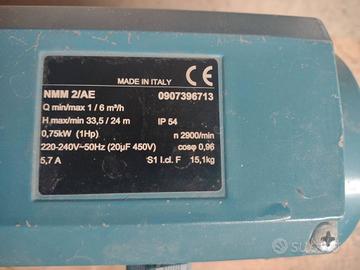 MADE IN ITALY CE
NMM 2/AE 0907396713
Q min/max 1 / 6 m³/h
H max/min 33,5 / 24 m IP 54
0,75kW (1Hp) n 2900/min
220-240V~50Hz (20µF 450V) cosφ 0,96
5,7 A S1 I.cl. F 15,1kg
subito